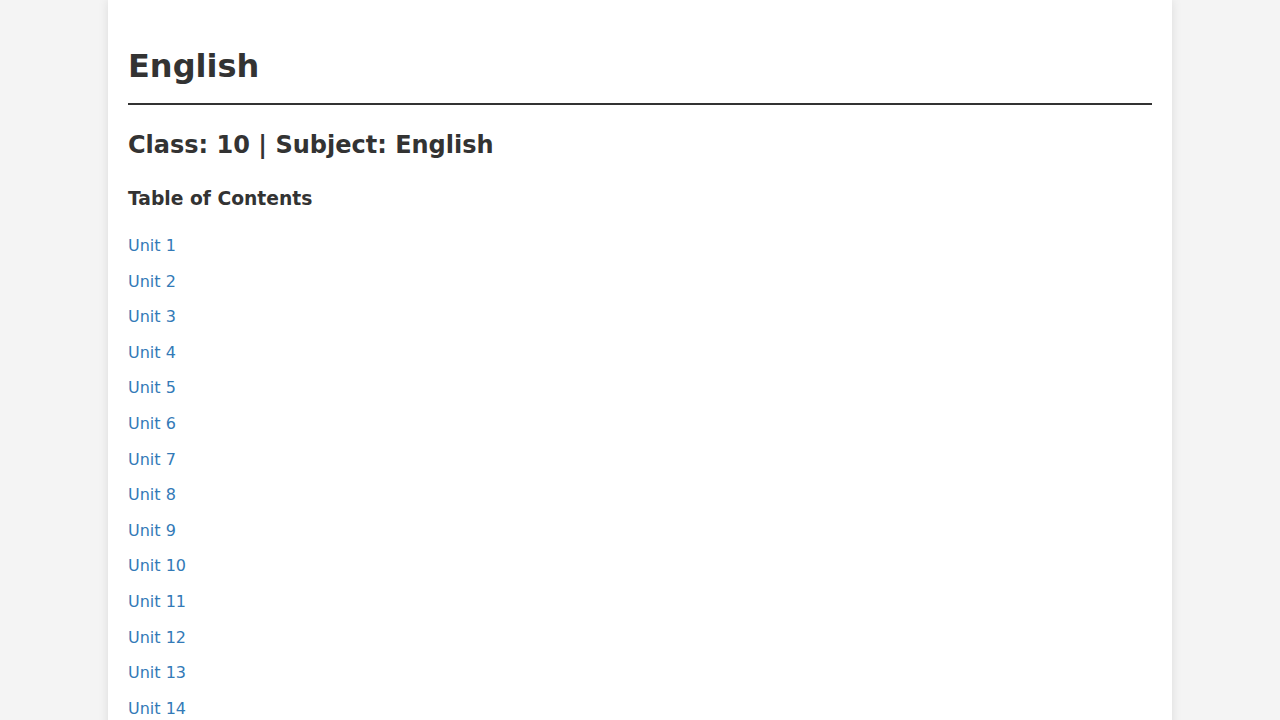 English
Class: 10 | Subject: English
Table of Contents
Unit 1
Unit 2
Unit 3
Unit 4
Unit 5
Unit 6
Unit 7
Unit 8
Unit 9
Unit 10
Unit 11
Unit 12
Unit 13
Unit 14